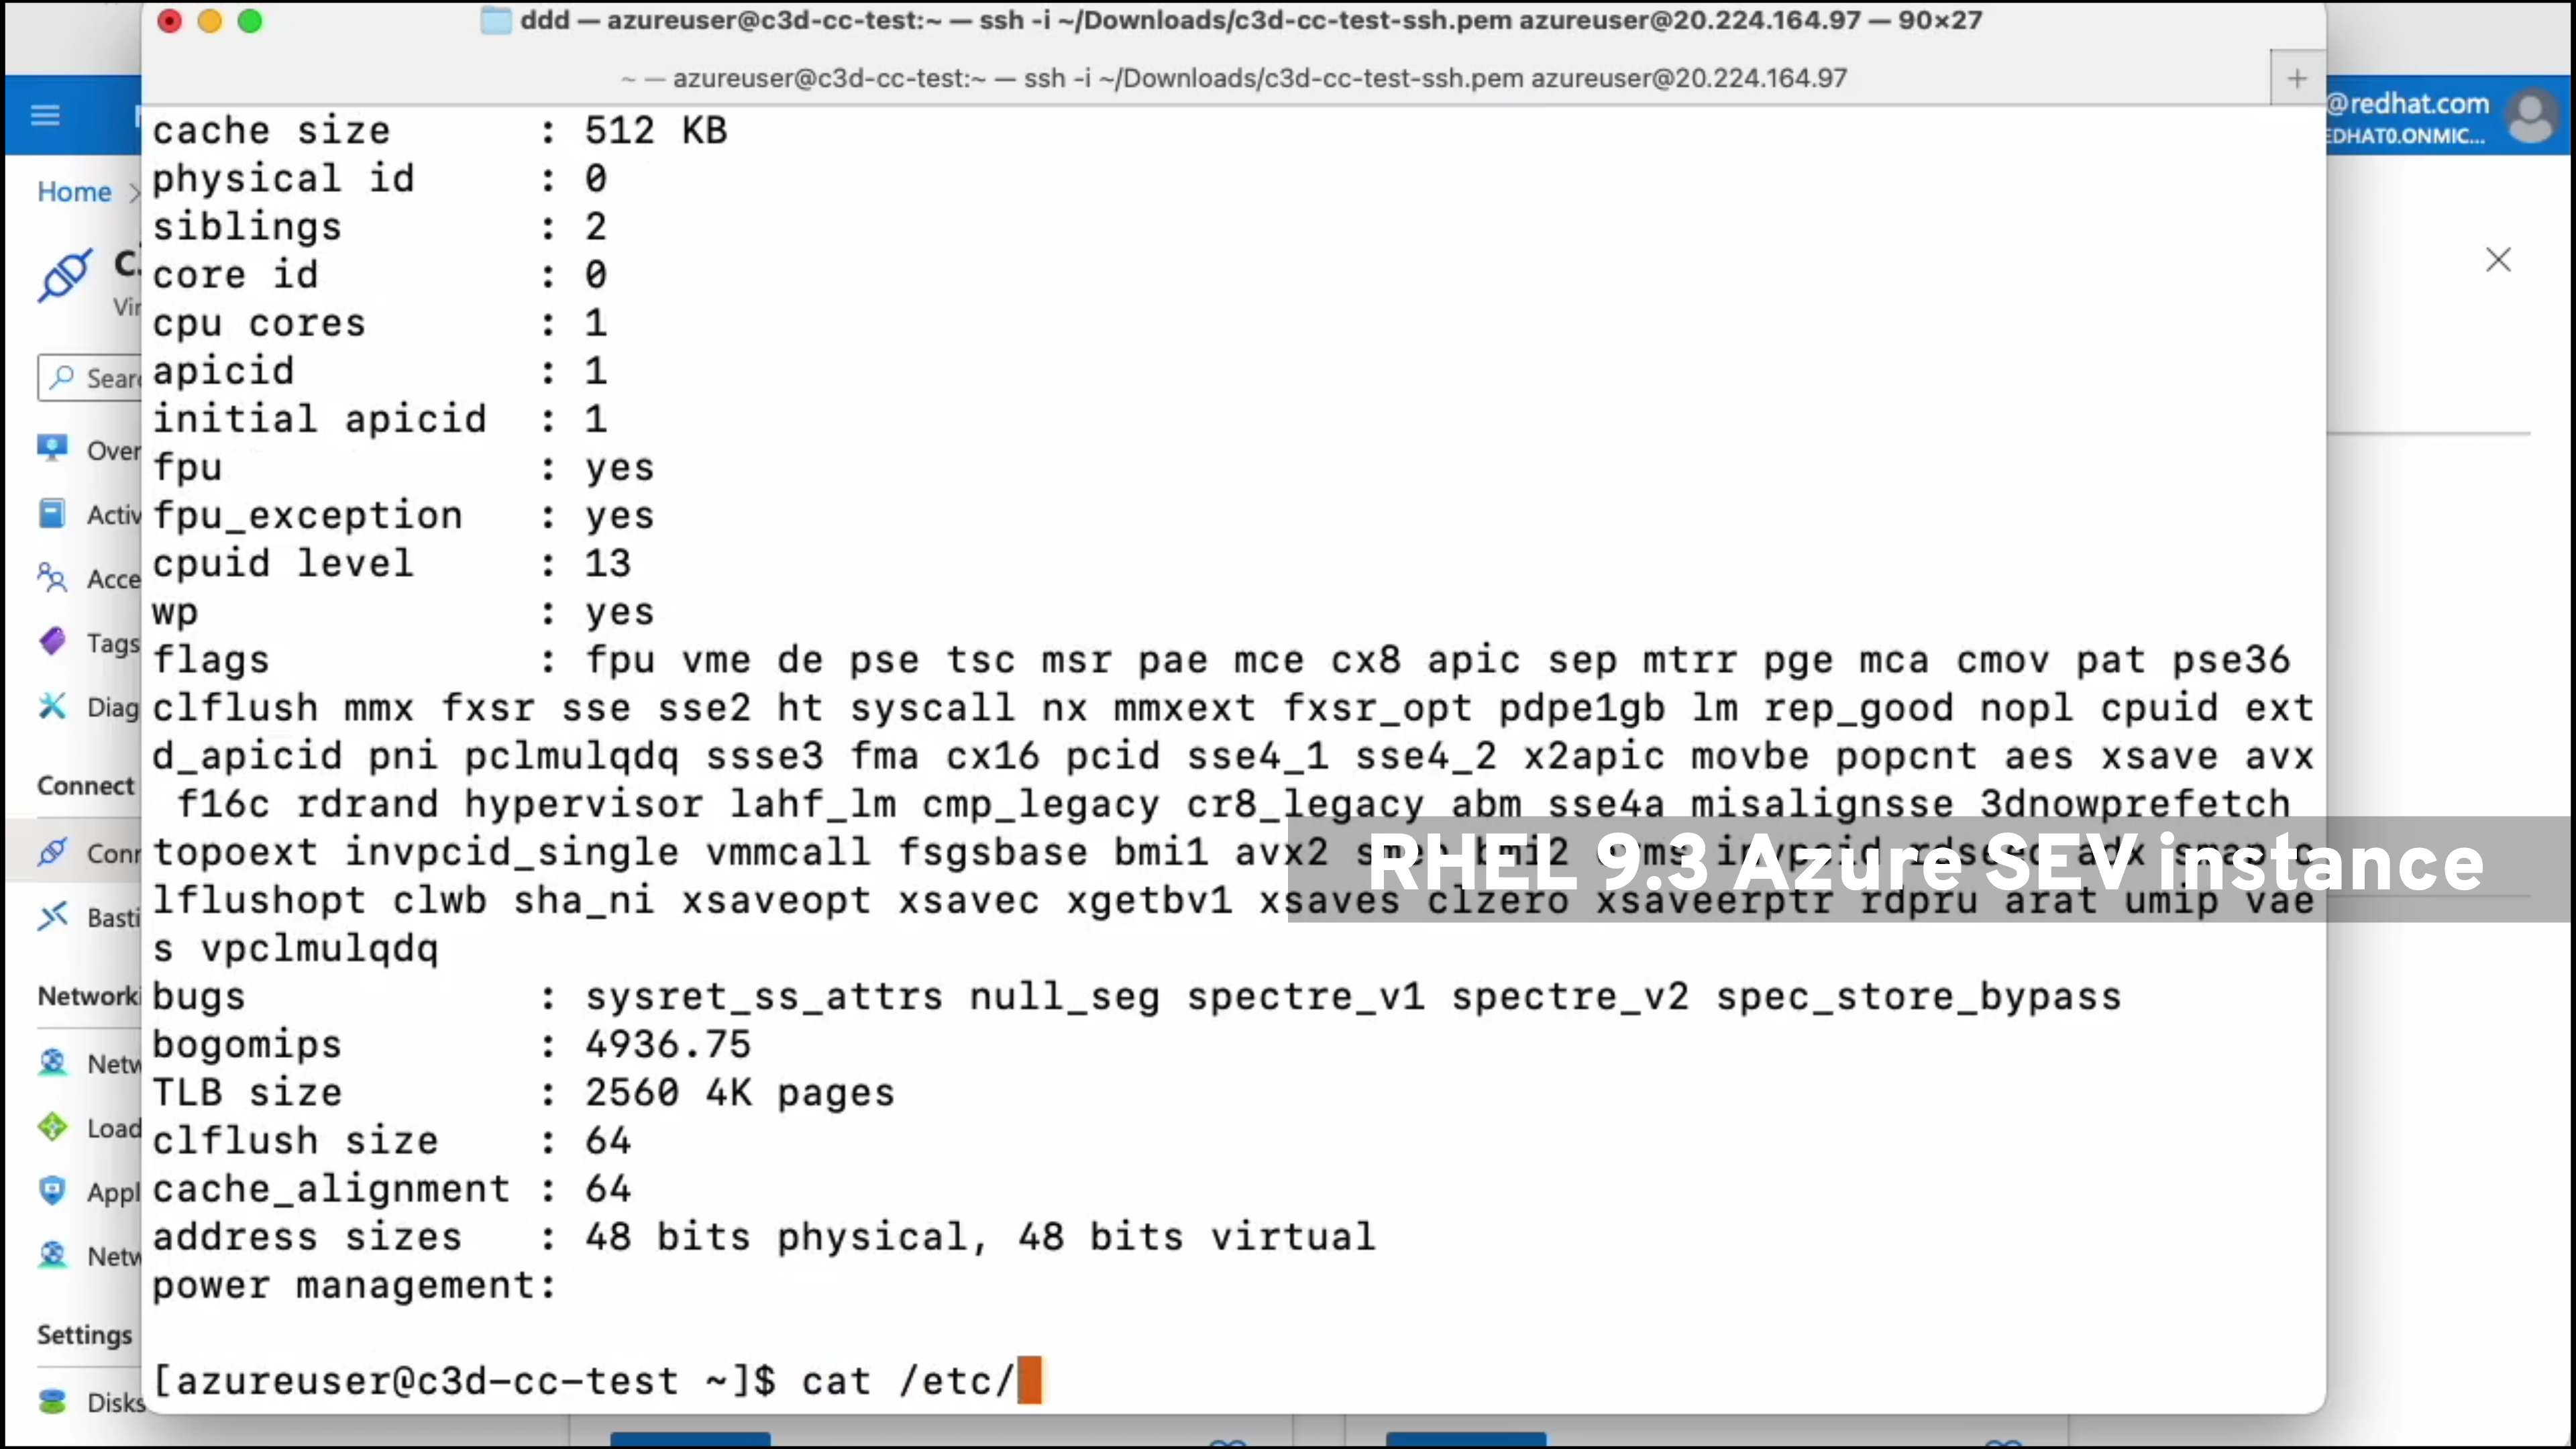 ddd — azureuser@c3d-cc-test:~ — ssh -i ~/Downloads/c3d-cc-test-ssh.pem azureuser@20.224.164.97 — 90×27
~ — azureuser@c3d-cc-test:~ — ssh -i ~/Downloads/c3d-cc-test-ssh.pem azureuser@20.224.164.97
+
@redhat.com
EDHAT0.ONMIC...
Home >
Vir
Sear
Over
Activ
Acce
Tags
Diag
Connect
Conr
Basti
Networki
Netw
Load
Appl
Netw
Settings
Disks
cache size : 512 KB
physical id : 0
siblings : 2
core id : 0
cpu cores : 1
apicid : 1
initial apicid : 1
fpu : yes
fpu_exception : yes
cpuid level : 13
wp : yes
flags : fpu vme de pse tsc msr pae mce cx8 apic sep mtrr pge mca cmov pat pse36
clflush mmx fxsr sse sse2 ht syscall nx mmxext fxsr_opt pdpe1gb lm rep_good nopl cpuid ext
d_apicid pni pclmulqdq ssse3 fma cx16 pcid sse4_1 sse4_2 x2apic movbe popcnt aes xsave avx
f16c rdrand hypervisor lahf_lm cmp_legacy cr8_legacy abm sse4a misalignsse 3dnowprefetch
topoext invpcid_single vmmcall fsgsbase bmi1 avx2 bmi2 invpcid
RHEL 9.3 Azure SEV instance
lflushopt clwb sha_ni xsaveopt xsavec xgetbv1 xsaves clzero xsaveerptr rdpru arat umip vae
s vpclmulqdq
bugs : sysret_ss_attrs null_seg spectre_v1 spectre_v2 spec_store_bypass
bogomips : 4936.75
TLB size : 2560 4K pages
clflush size : 64
cache_alignment : 64
address sizes : 48 bits physical, 48 bits virtual
power management:
[azureuser@c3d-cc-test ~]$ cat /etc/